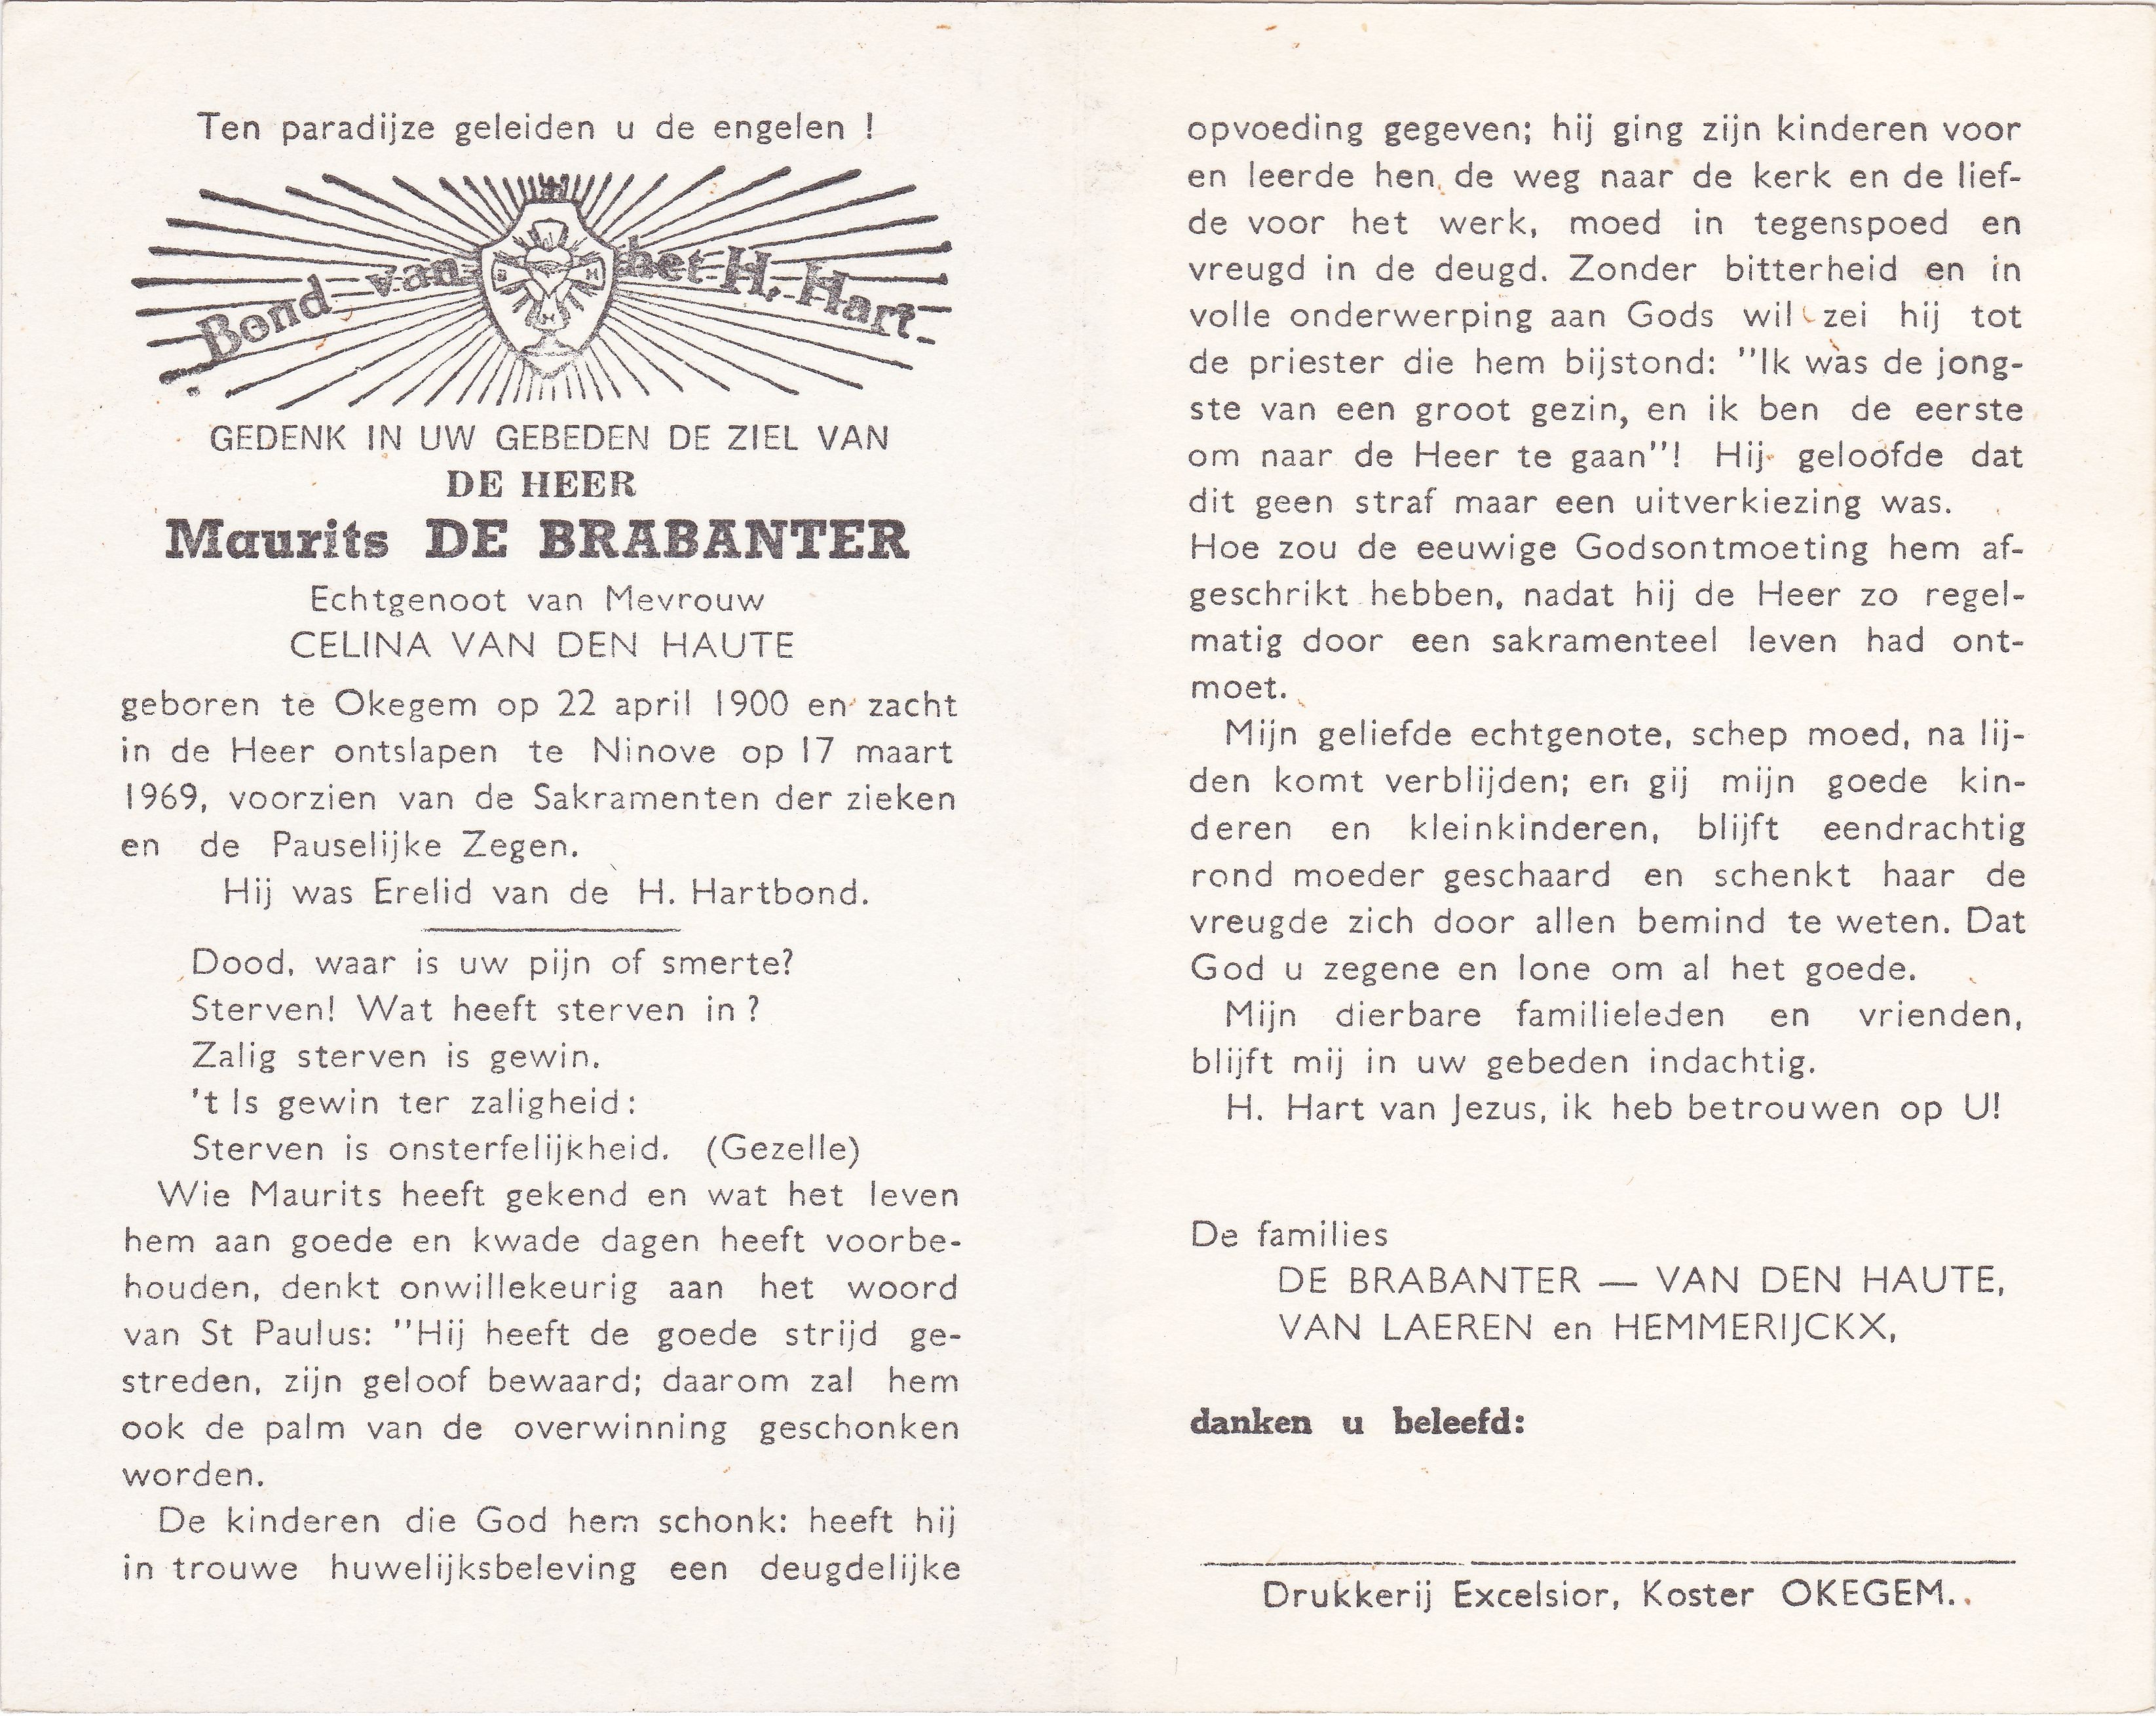 Ten paradijze geleiden u de engelen !
Bond van het H. Hart
B H
H
GEDENK IN UW GEBEDEN DE ZIEL VAN
DE HEER
Maurits DE BRABANTER
Echtgenoot van Mevrouw
CELINA VAN DEN HAUTE
geboren te Okegem op 22 april 1900 en zacht
in de Heer ontslapen te Ninove op 17 maart
1969, voorzien van de Sakramenten der zieken
en de Pauselijke Zegen.
Hij was Erelid van de H. Hartbond.
Dood, waar is uw pijn of smerte?
Sterven! Wat heeft sterven in ?
Zalig sterven is gewin.
't Is gewin ter zaligheid:
Sterven is onsterfelijkheid. (Gezelle)
Wie Maurits heeft gekend en wat het leven
hem aan goede en kwade dagen heeft voorbe-
houden, denkt onwillekeurig aan het woord
van St Paulus: "Hij heeft de goede strijd ge-
streden, zijn geloof bewaard; daarom zal hem
ook de palm van de overwinning geschonken
worden.
De kinderen die God hem schonk: heeft hij
in trouwe huwelijksbeleving een deugdelijke
opvoeding gegeven; hij ging zijn kinderen voor
en leerde hen de weg naar de kerk en de lief-
de voor het werk, moed in tegenspoed en
vreugd in de deugd. Zonder bitterheid en in
volle onderwerping aan Gods wil zei hij tot
de priester die hem bijstond: "Ik was de jong-
ste van een groot gezin, en ik ben de eerste
om naar de Heer te gaan"! Hij geloofde dat
dit geen straf maar een uitverkiezing was.
Hoe zou de eeuwige Godsontmoeting hem af-
geschrikt hebben, nadat hij de Heer zo regel-
matig door een sakramenteel leven had ont-
moet.
Mijn geliefde echtgenote, schep moed, na lij-
den komt verblijden; en gij mijn goede kin-
deren en kleinkinderen, blijft eendrachtig
rond moeder geschaard en schenkt haar de
vreugde zich door allen bemind te weten. Dat
God u zegene en lone om al het goede.
Mijn dierbare familieleden en vrienden,
blijft mij in uw gebeden indachtig.
H. Hart van Jezus, ik heb betrouwen op U!
De families
DE BRABANTER — VAN DEN HAUTE,
VAN LAEREN en HEMMERIJCKX,
danken u beleefd:
Drukkerij Excelsior, Koster OKEGEM.